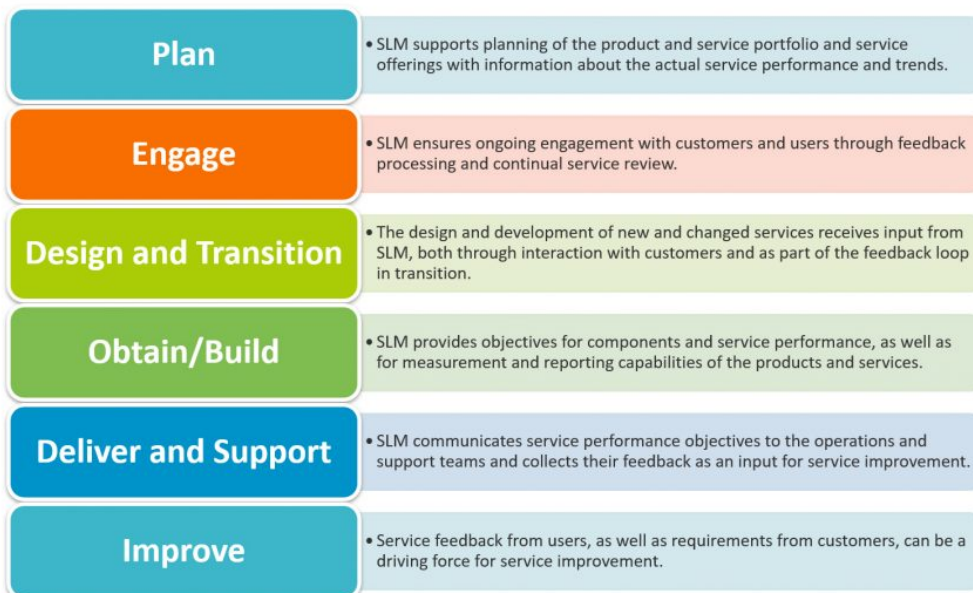 Plan
• SLM supports planning of the product and service portfolio and service
offerings with information about the actual service performance and trends.
Engage
• SLM ensures ongoing engagement with customers and users through feedback
processing and continual service review.
Design and Transition
• The design and development of new and changed services receives input from
SLM, both through interaction with customers and as part of the feedback loop
in transition.
Obtain/Build
• SLM provides objectives for components and service performance, as well as
for measurement and reporting capabilities of the products and services.
Deliver and Support
• SLM communicates service performance objectives to the operations and
support teams and collects their feedback as an input for service improvement.
Improve
• Service feedback from users, as well as requirements from customers, can be a
driving force for service improvement.